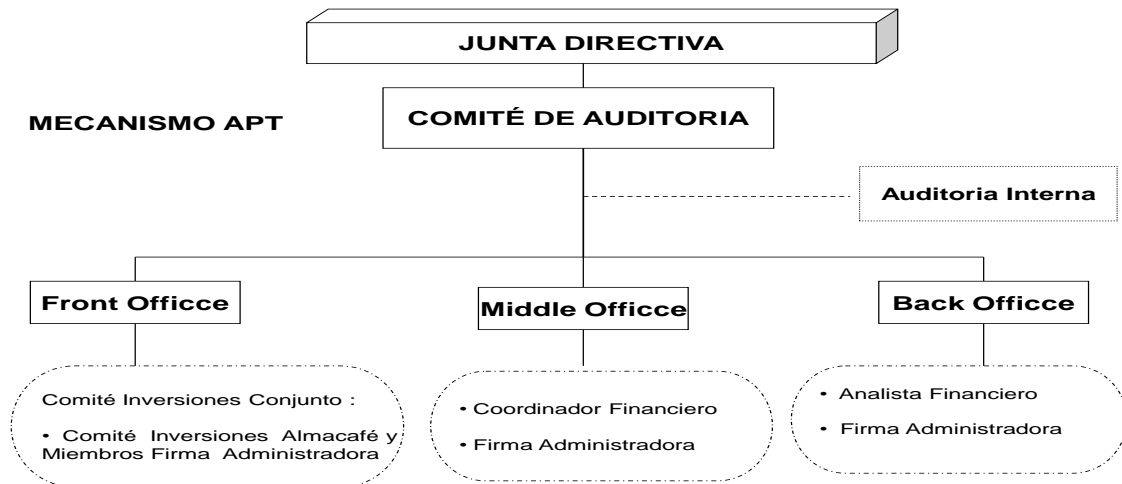 JUNTA DIRECTIVA
MECANISMO APT
COMITÉ DE AUDITORIA
Auditoria Interna
Front Officce
Middle Officce
Back Officce
Comité Inversiones Conjunto :
• Comité Inversiones Almacafé y
Miembros Firma Administradora
• Coordinador Financiero
• Firma Administradora
• Analista Financiero
• Firma Administradora